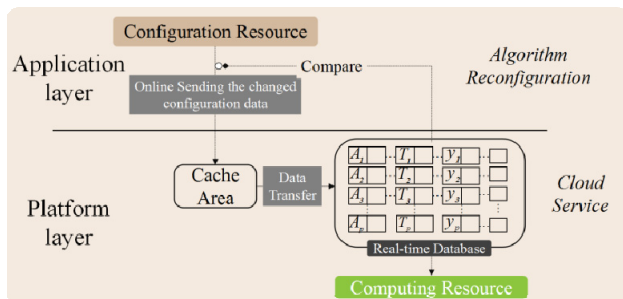 Configuration Resource
Application
layer
Compare
Algorithm
Reconfiguration
Online Sending the changed
configuration data
Platform
layer
Cache
Area
Data
Transfer
A₁ T₁ y₁
A₂ T₂ y₂
A₃ T₃ y₃
Aₚ Tₚ yₚ
Real-time Database
Cloud
Service
Computing Resource